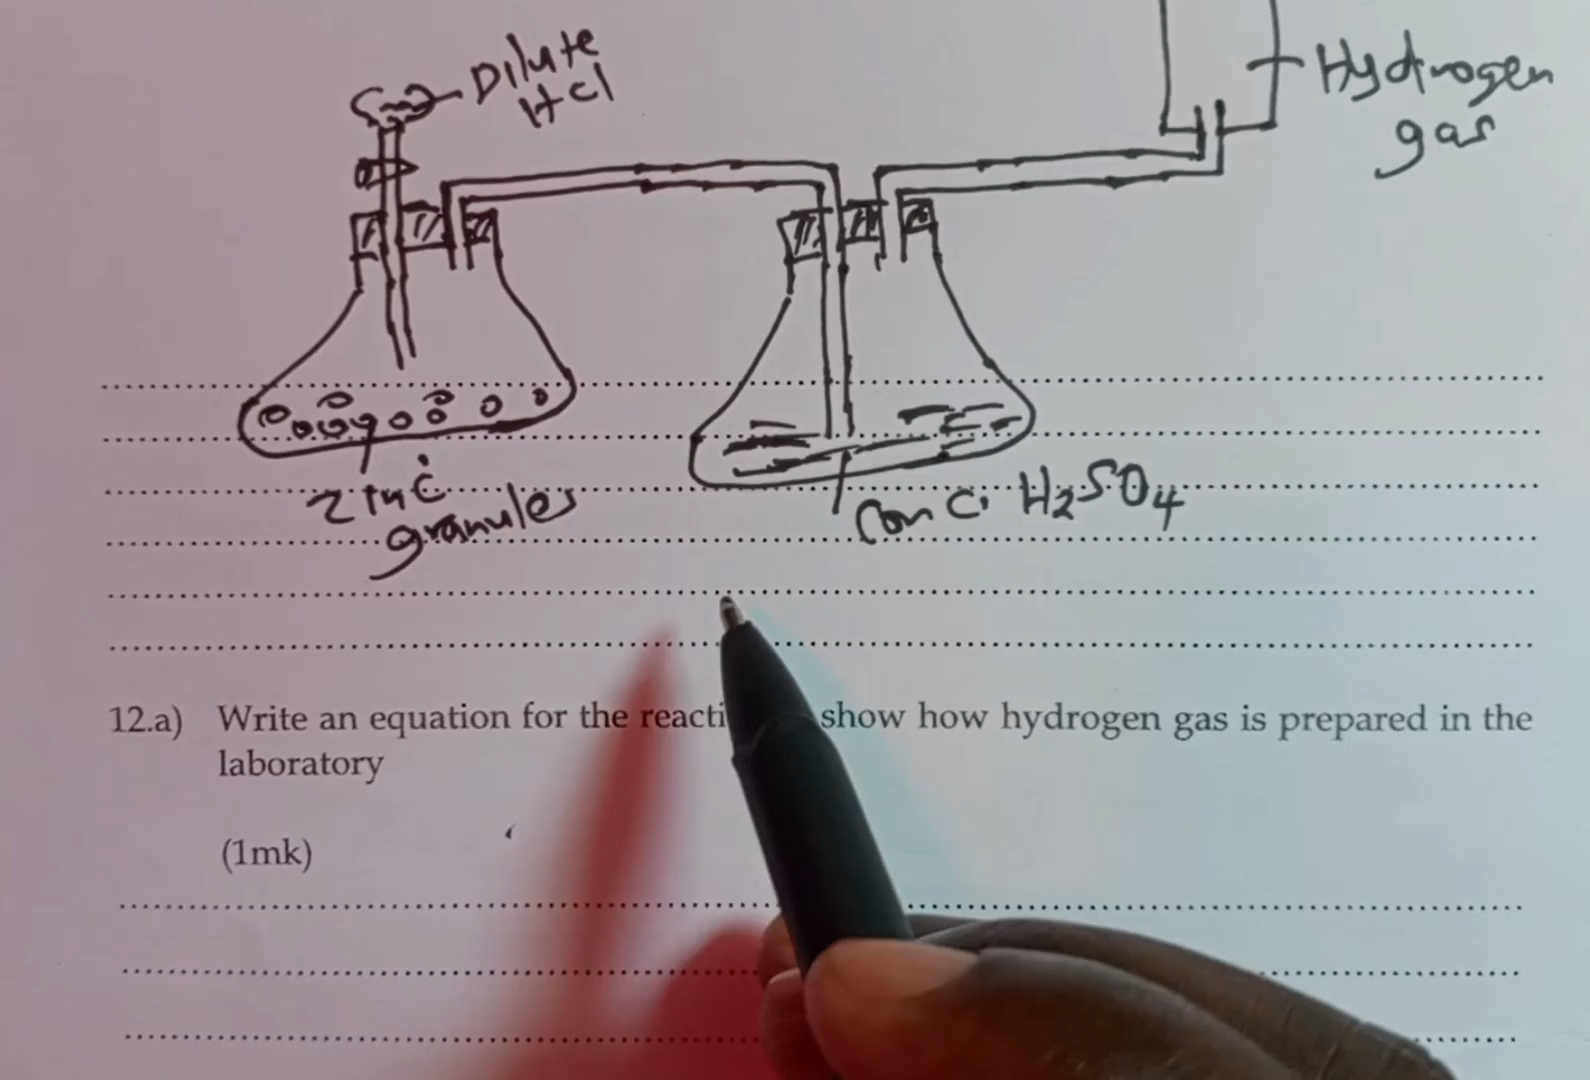 Dilute
HCl
Hydrogen
gas
Zinc
granules
Conc. H₂SO₄
12.a) Write an equation for the reacti show how hydrogen gas is prepared in the
laboratory
(1mk)